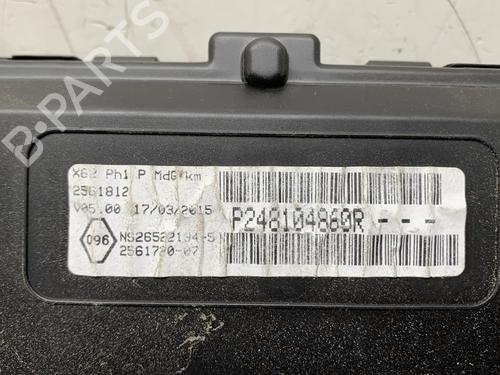 B-PARTS
X62 Ph1 P MdG km
2561812
V05.00 17/03/2015
P248104860R - - -
096
NS26522194-5
2561720-07